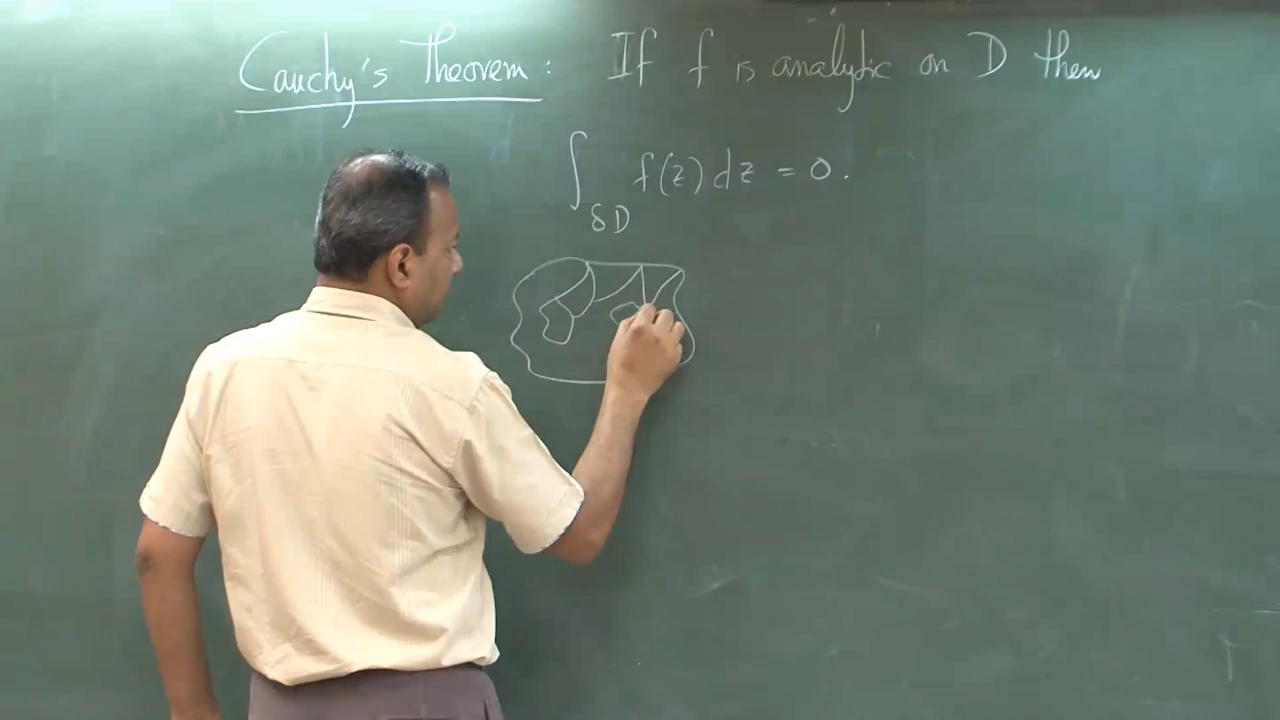 Cauchy's Theorem: If f is analytic on D then
∫_{δD} f(z) dz = 0.